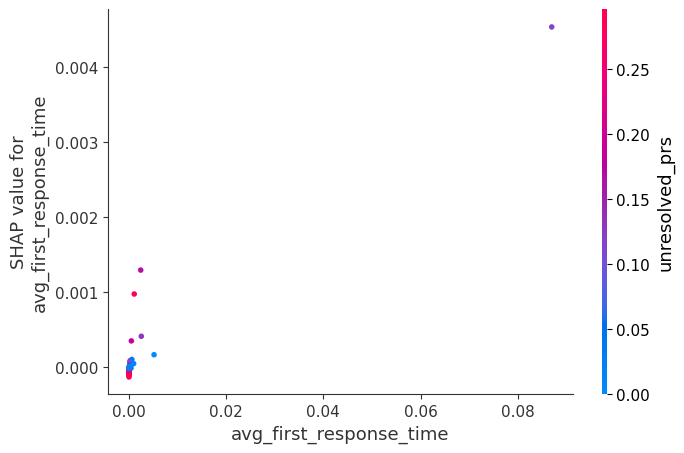 SHAP value for
avg_first_response_time
0.004
0.003
0.002
0.001
0.000
0.00 0.02 0.04 0.06 0.08
avg_first_response_time
0.25
0.20
0.15
0.10
0.05
0.00
unresolved_prs